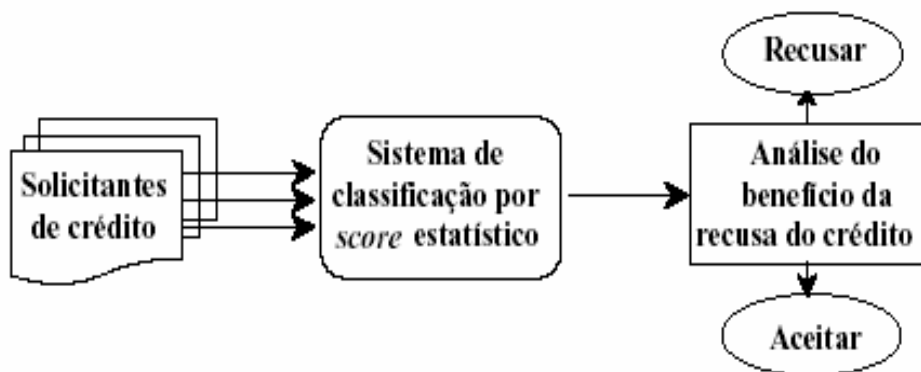 Solicitantes
de crédito
Sistema de
classificação por
score estatístico
Recusar
Análise do
benefício da
recusa do crédito
Aceitar